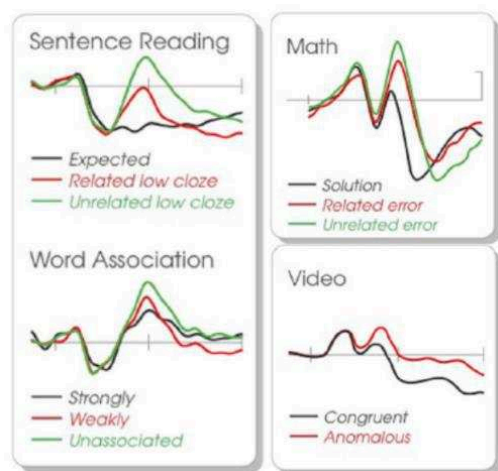 Sentence Reading
Expected
Related low cloze
Unrelated low cloze
Word Association
Strongly
Weakly
Unassociated
Math
Solution
Related error
Unrelated error
Video
Congruent
Anomalous